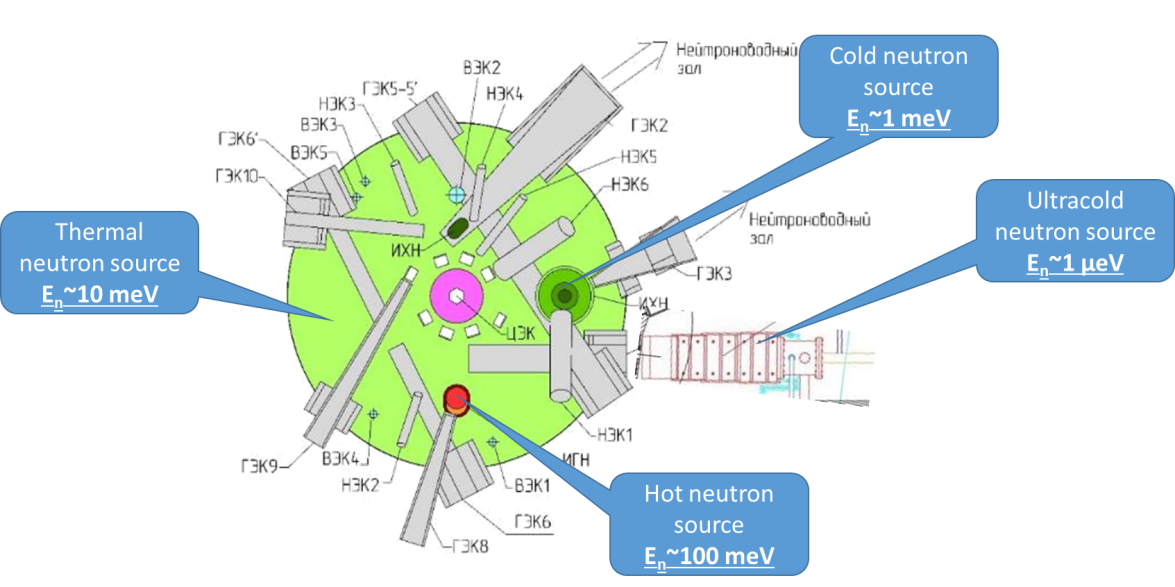 Нейтроноводный
зал
Cold neutron
source
En~1 meV
ВЭК2
ГЭК5-5'
НЭК4
НЭК3
ВЭК3
ГЭК2
ГЭК6'
ВЭК5
НЭК5
ГЭК10
НЭК6
Ultracold
neutron source
En~1 µeV
Нейтроноводный
зал
Thermal
neutron source
En~10 meV
ИХН
ГЭК3
ИХН
ЦЭК
НЭК1
ГЭК9
ВЭК4
ИГН
НЭК2
ВЭК1
Hot neutron
source
En~100 meV
ГЭК6
ГЭК8